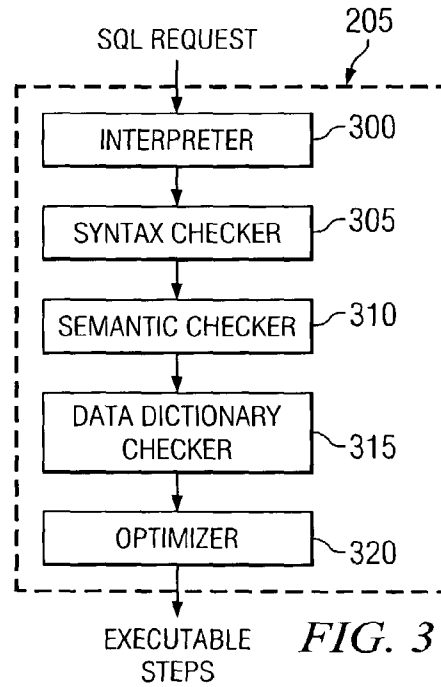 205
SQL REQUEST
INTERPRETER
300
SYNTAX CHECKER
305
SEMANTIC CHECKER
310
DATA DICTIONARY
CHECKER
315
OPTIMIZER
320
EXECUTABLE
STEPS
FIG. 3